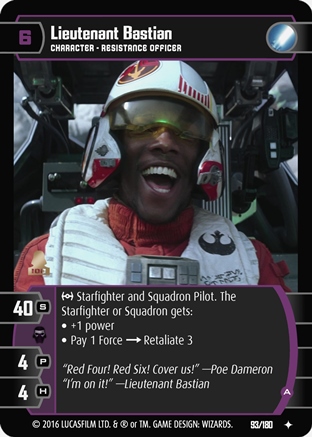 6
Lieutenant Bastian
CHARACTER - RESISTANCE OFFICER
40 S
Starfighter and Squadron Pilot. The
Starfighter or Squadron gets:
• +1 power
• Pay 1 Force → Retaliate 3
4 P
“Red Four! Red Six! Cover us!” —Poe Dameron
“I’m on it!” —Lieutenant Bastian
4 H
A
© 2016 LUCASFILM LTD. & ® or TM. GAME DESIGN: WIZARDS.
93/180